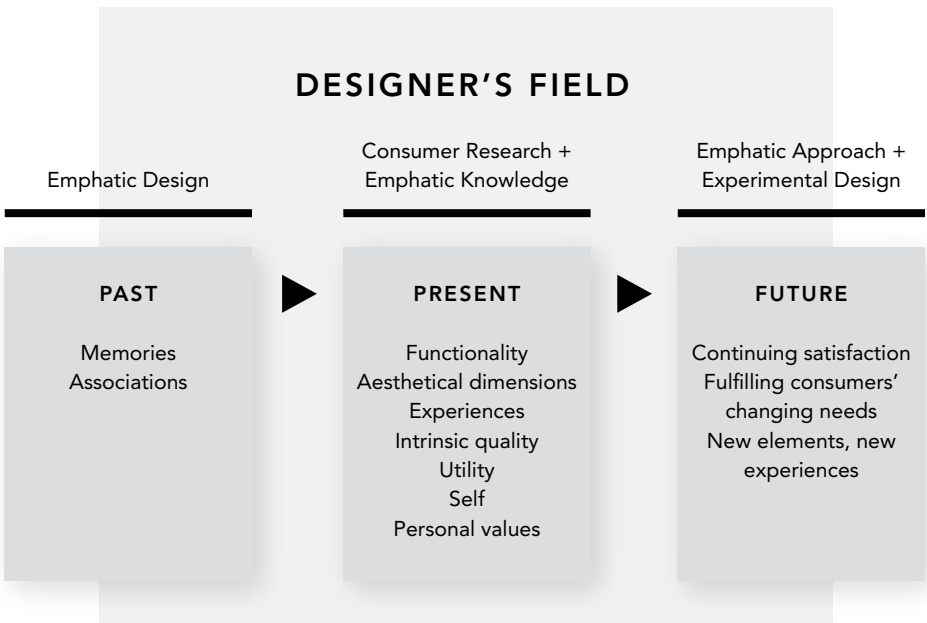 DESIGNER’S FIELD
Emphatic Design
Consumer Research +
Emphatic Knowledge
Emphatic Approach +
Experimental Design
PAST
Memories
Associations
PRESENT
Functionality
Aesthetical dimensions
Experiences
Intrinsic quality
Utility
Self
Personal values
FUTURE
Continuing satisfaction
Fulfilling consumers’
changing needs
New elements, new
experiences